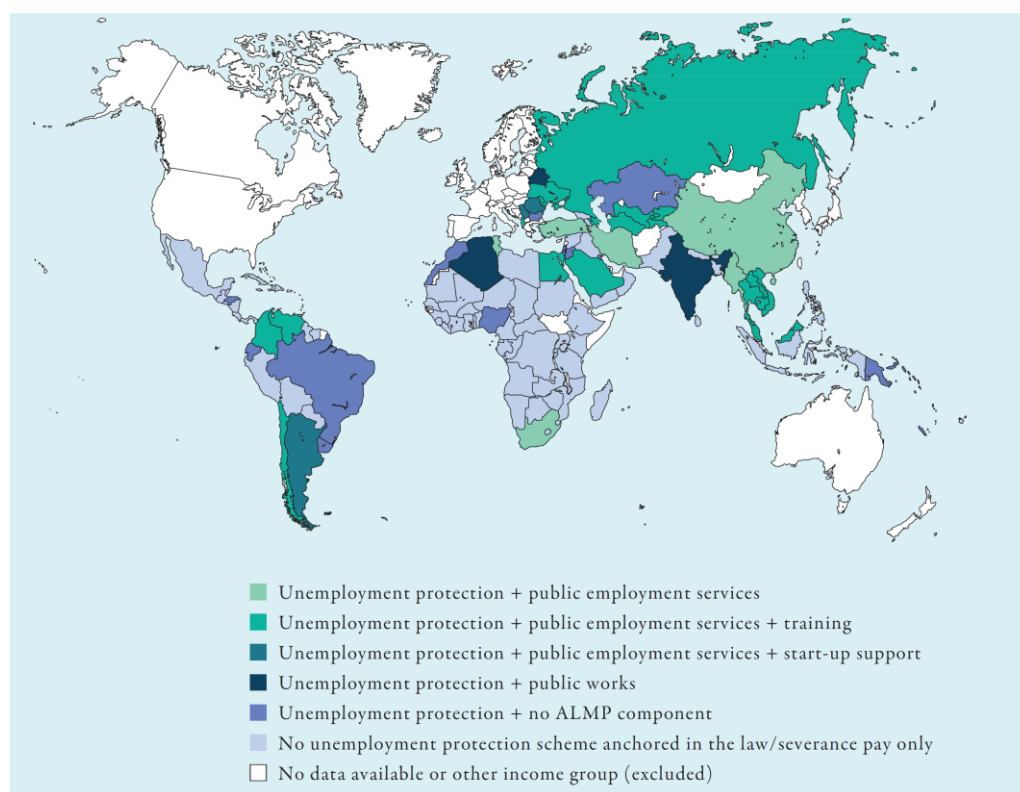 Unemployment protection + public employment services
Unemployment protection + public employment services + training
Unemployment protection + public employment services + start-up support
Unemployment protection + public works
Unemployment protection + no ALMP component
No unemployment protection scheme anchored in the law/severance pay only
No data available or other income group (excluded)